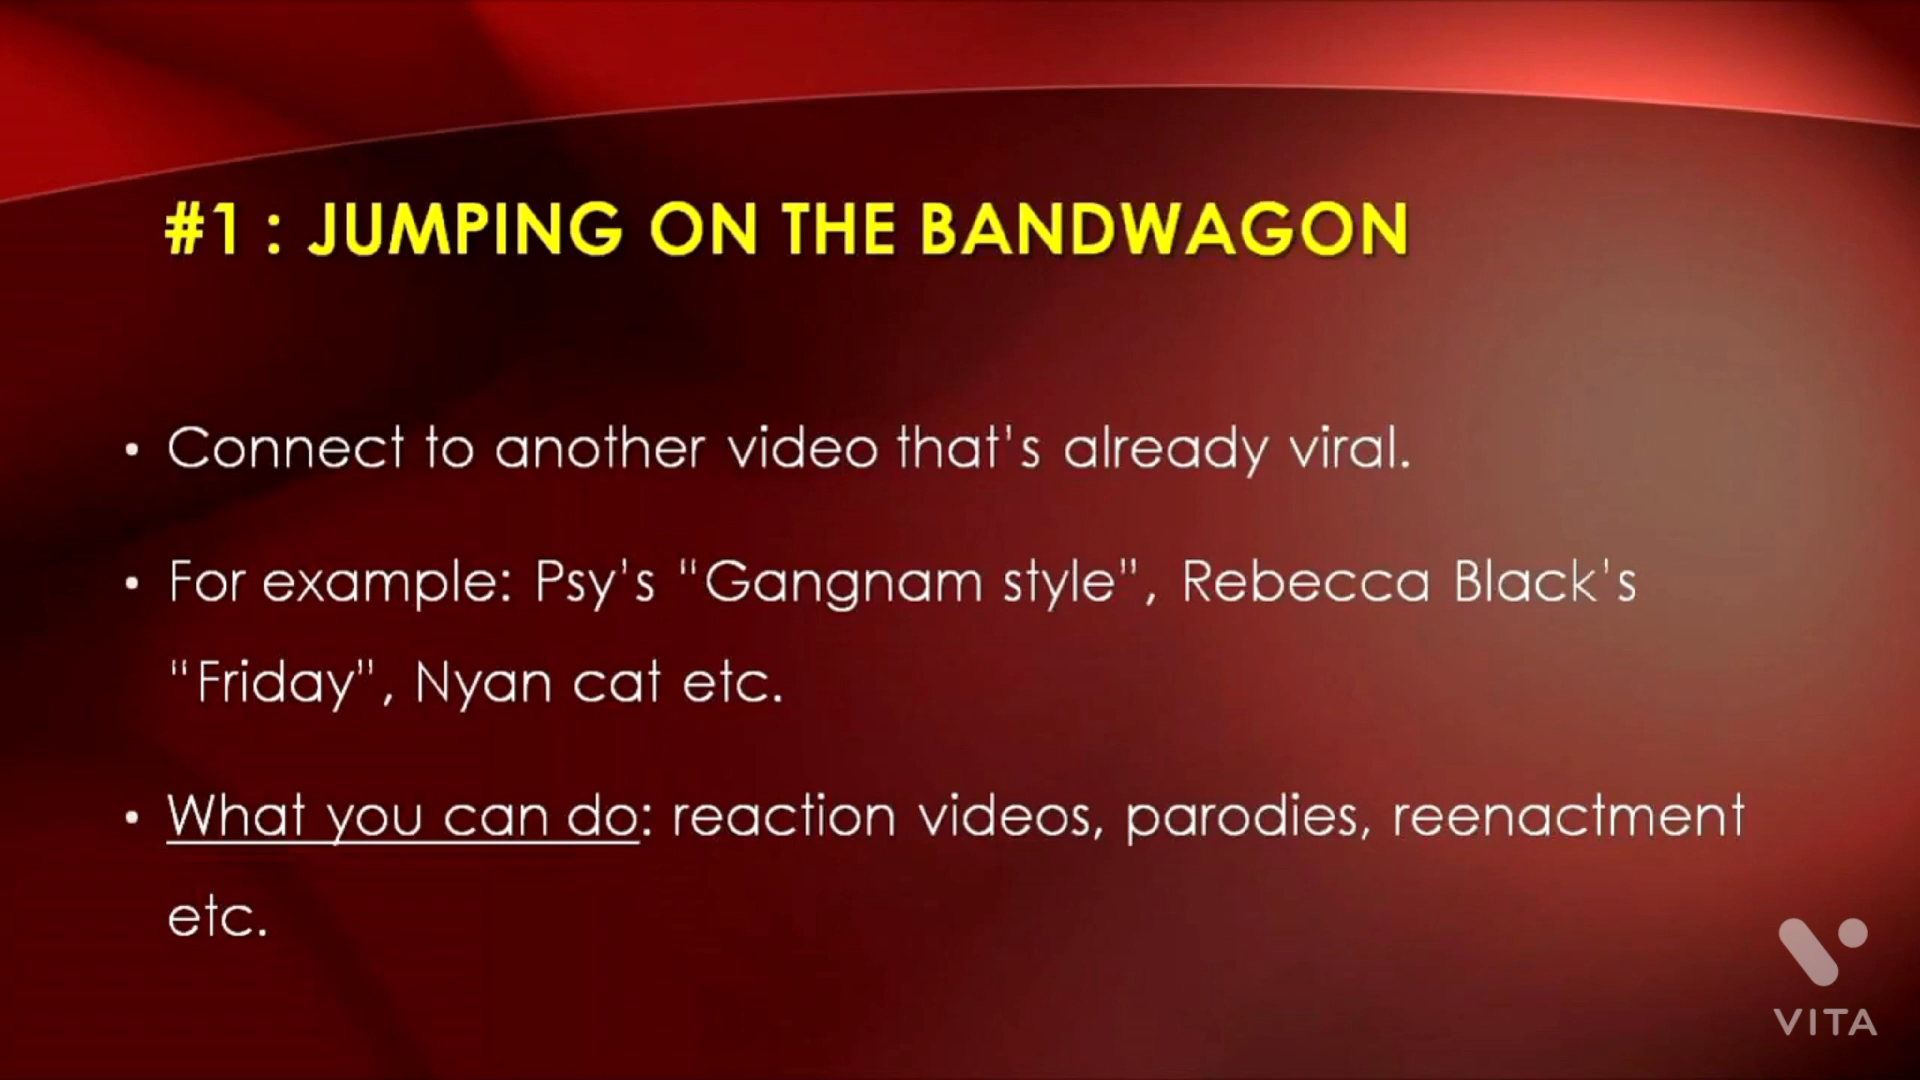 #1 : JUMPING ON THE BANDWAGON
• Connect to another video that's already viral.
• For example: Psy's "Gangnam style", Rebecca Black's
"Friday", Nyan cat etc.
• What you can do: reaction videos, parodies, reenactment
etc.
VITA